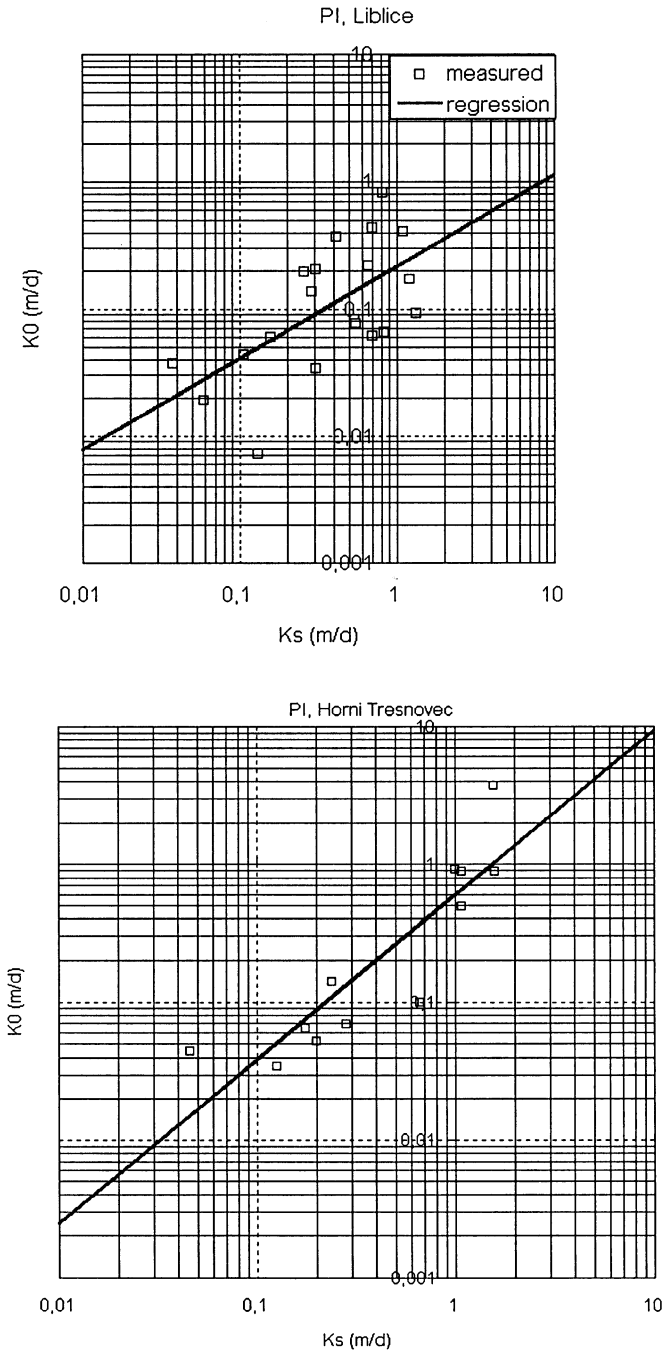 PI, Liblice
10
measured
regression
1
0,1
0,01
0,001
K0 (m/d)
0,01 0,1 1 10
Ks (m/d)
PI, Horni Tresnovec
10
1
0,1
0,01
0,001
K0 (m/d)
0,01 0,1 1 10
Ks (m/d)